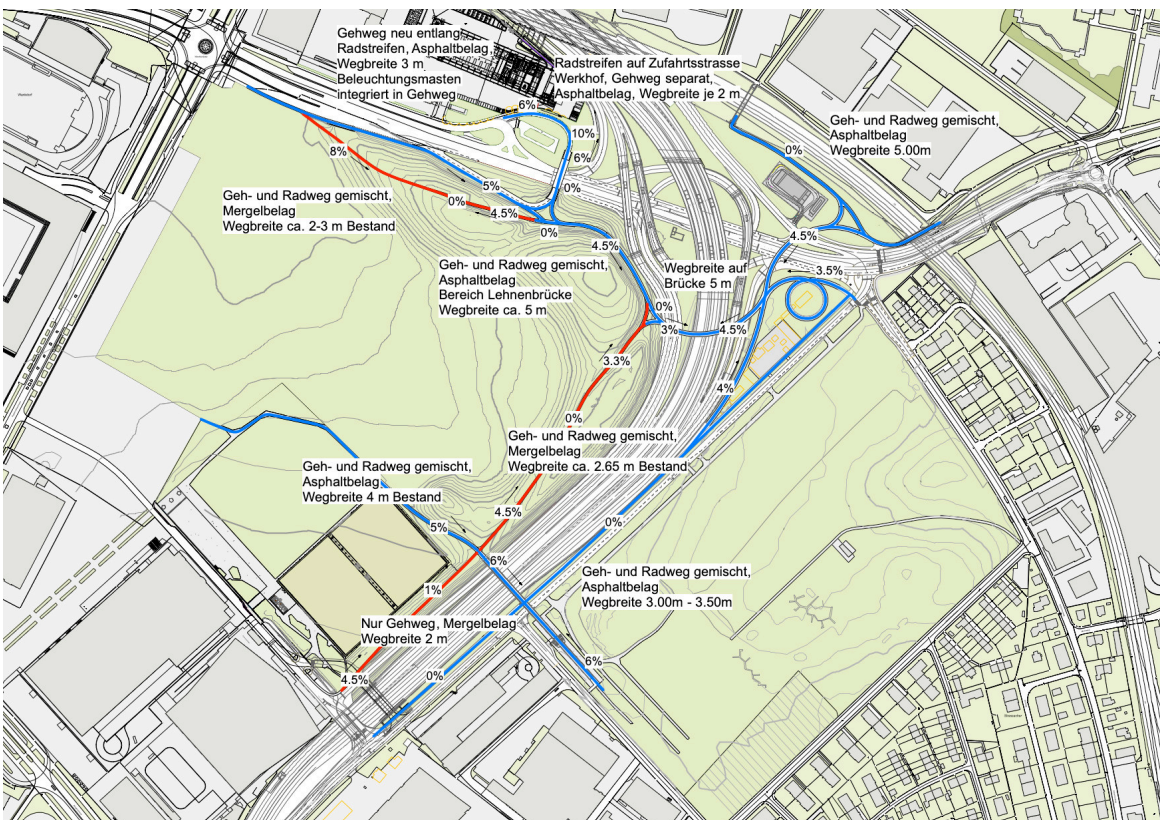 Gehweg neu entlang
Radstreifen, Asphaltbelag,
Wegbreite 3 m
Beleuchtungsmasten
integriert in Gehweg
Radstreifen auf Zufahrtsstrasse
Werkhof, Gehweg separat,
Asphaltbelag, Wegbreite je 2 m
6%
10%
6%
0%
Geh- und Radweg gemischt,
Asphaltbelag
Wegbreite 5.00m
0%
8%
5%
0%
4.5%
0%
Geh- und Radweg gemischt,
Mergelbelag
Wegbreite ca. 2-3 m Bestand
4.5%
4.5%
3.5%
Geh- und Radweg gemischt,
Asphaltbelag
Bereich Lehnenbrücke
Wegbreite ca. 5 m
Wegbreite auf
Brücke 5 m
0%
3%
4.5%
3.3%
4%
0%
Geh- und Radweg gemischt,
Mergelbelag
Wegbreite ca. 2.65 m Bestand
Geh- und Radweg gemischt,
Asphaltbelag
Wegbreite 4 m Bestand
4.5%
5%
0%
6%
Geh- und Radweg gemischt,
Asphaltbelag
Wegbreite 3.00m - 3.50m
1%
Nur Gehweg, Mergelbelag
Wegbreite 2 m
6%
4.5%
0%